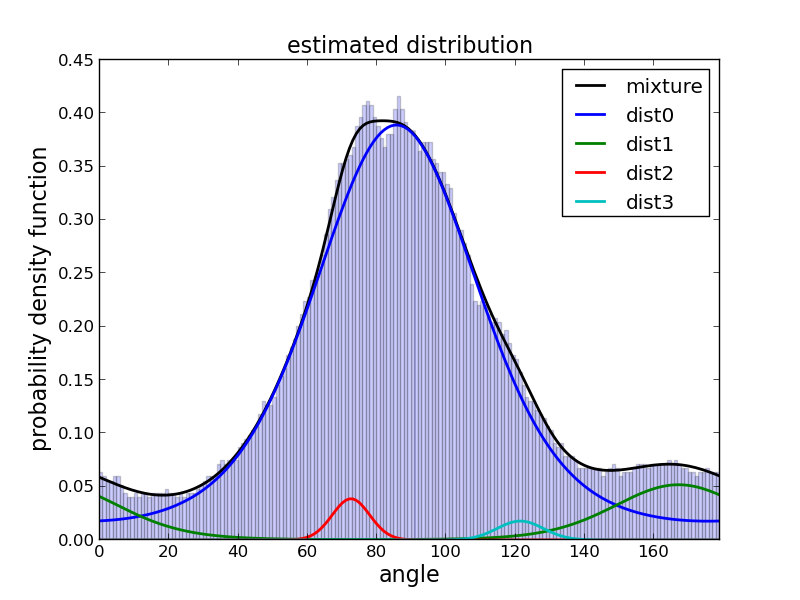 estimated distribution
probability density function
0.45
0.40
0.35
0.30
0.25
0.20
0.15
0.10
0.05
0.00
mixture
dist0
dist1
dist2
dist3
0 20 40 60 80 100 120 140 160
angle